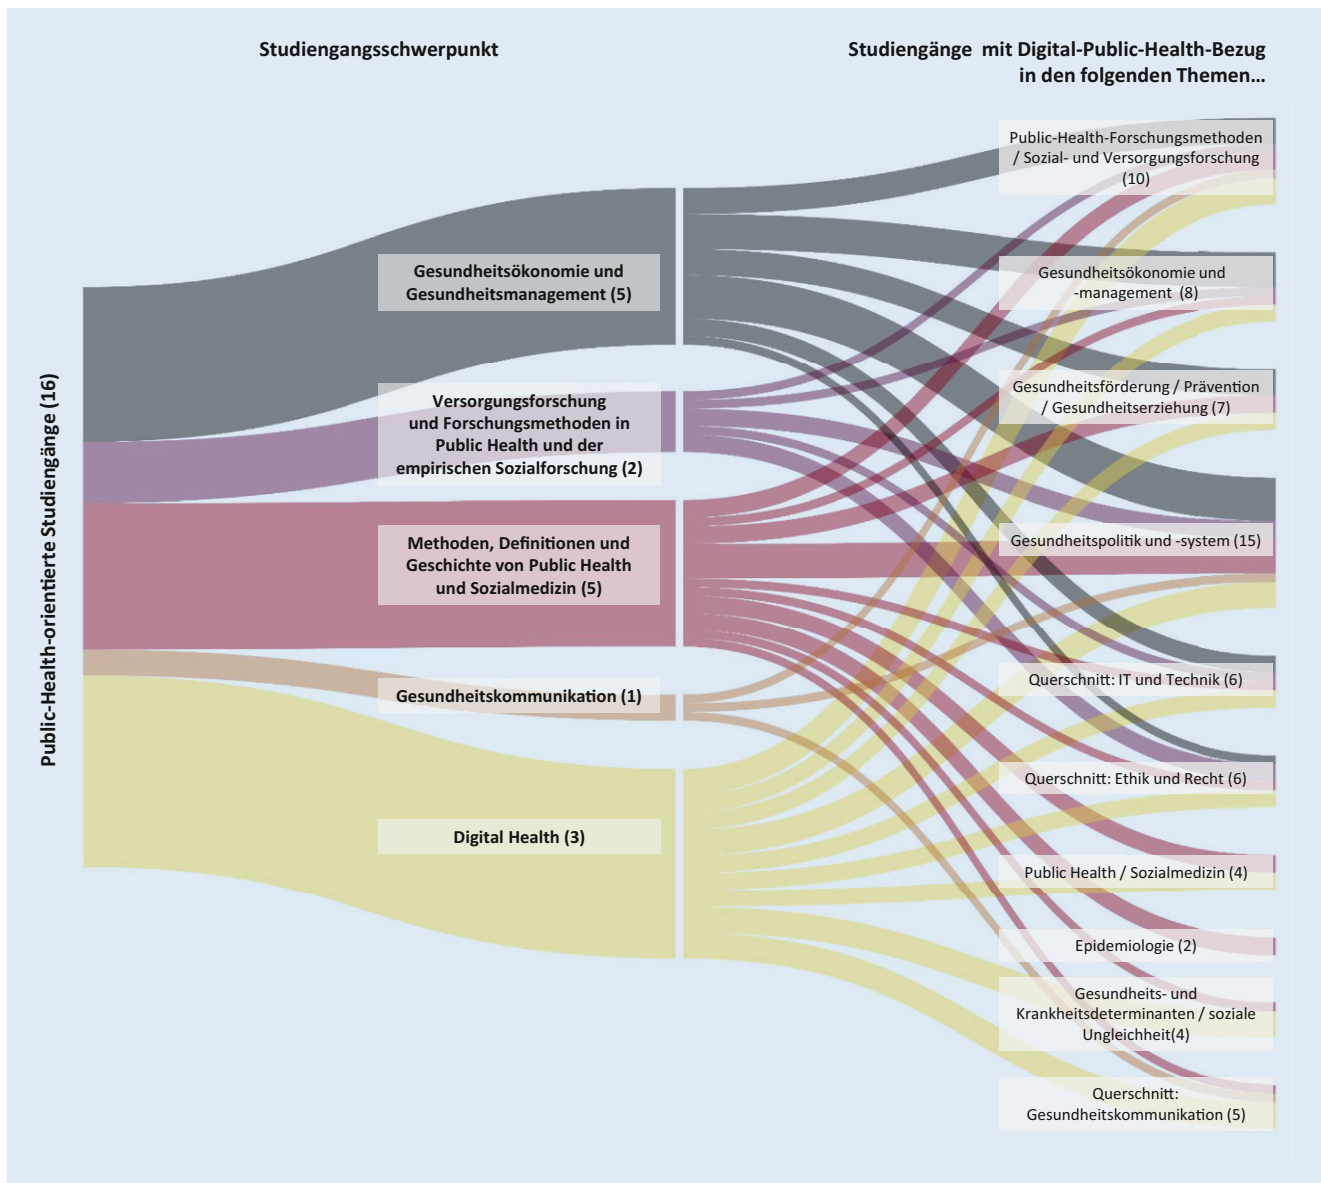 Studiengangsschwerpunkt
Studiengänge mit Digital-Public-Health-Bezug
in den folgenden Themen...
Public-Health-orientierte Studiengänge (16)
Gesundheitsökonomie und
Gesundheitsmanagement (5)
Versorgungsforschung
und Forschungsmethoden in
Public Health und der
empirischen Sozialforschung (2)
Methoden, Definitionen und
Geschichte von Public Health
und Sozialmedizin (5)
Gesundheitskommunikation (1)
Digital Health (3)
Public-Health-Forschungsmethoden
/ Sozial- und Versorgungsforschung
(10)
Gesundheitsökonomie und
-management (8)
Gesundheitsförderung / Prävention
/ Gesundheitserziehung (7)
Gesundheitspolitik und -system (15)
Querschnitt: IT und Technik (6)
Querschnitt: Ethik und Recht (6)
Public Health / Sozialmedizin (4)
Epidemiologie (2)
Gesundheits- und
Krankheitsdeterminanten / soziale
Ungleichheit(4)
Querschnitt:
Gesundheitskommunikation (5)